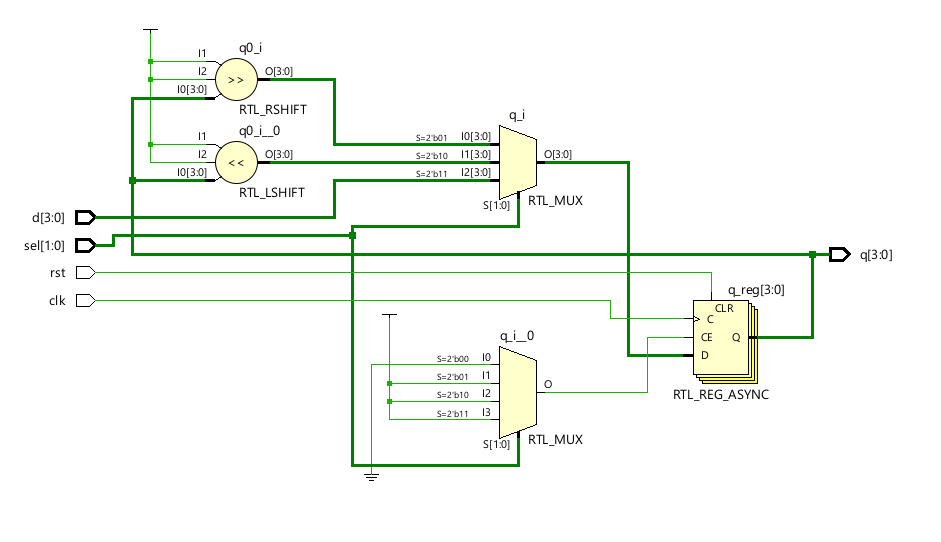 q0_i
I1
I2
I0[3:0]
>>
O[3:0]
RTL_RSHIFT
q0_i__0
I1
I2
I0[3:0]
<<
O[3:0]
RTL_LSHIFT
q_i
S=2'b01 I0[3:0]
S=2'b10 I1[3:0]
S=2'b11 I2[3:0]
O[3:0]
S[1:0]
RTL_MUX
d[3:0]
sel[1:0]
rst
clk
q[3:0]
q_reg[3:0]
CLR
C
CE
D
Q
RTL_REG_ASYNC
q_i__0
S=2'b00 I0
S=2'b01 I1
S=2'b10 I2
S=2'b11 I3
O
S[1:0]
RTL_MUX